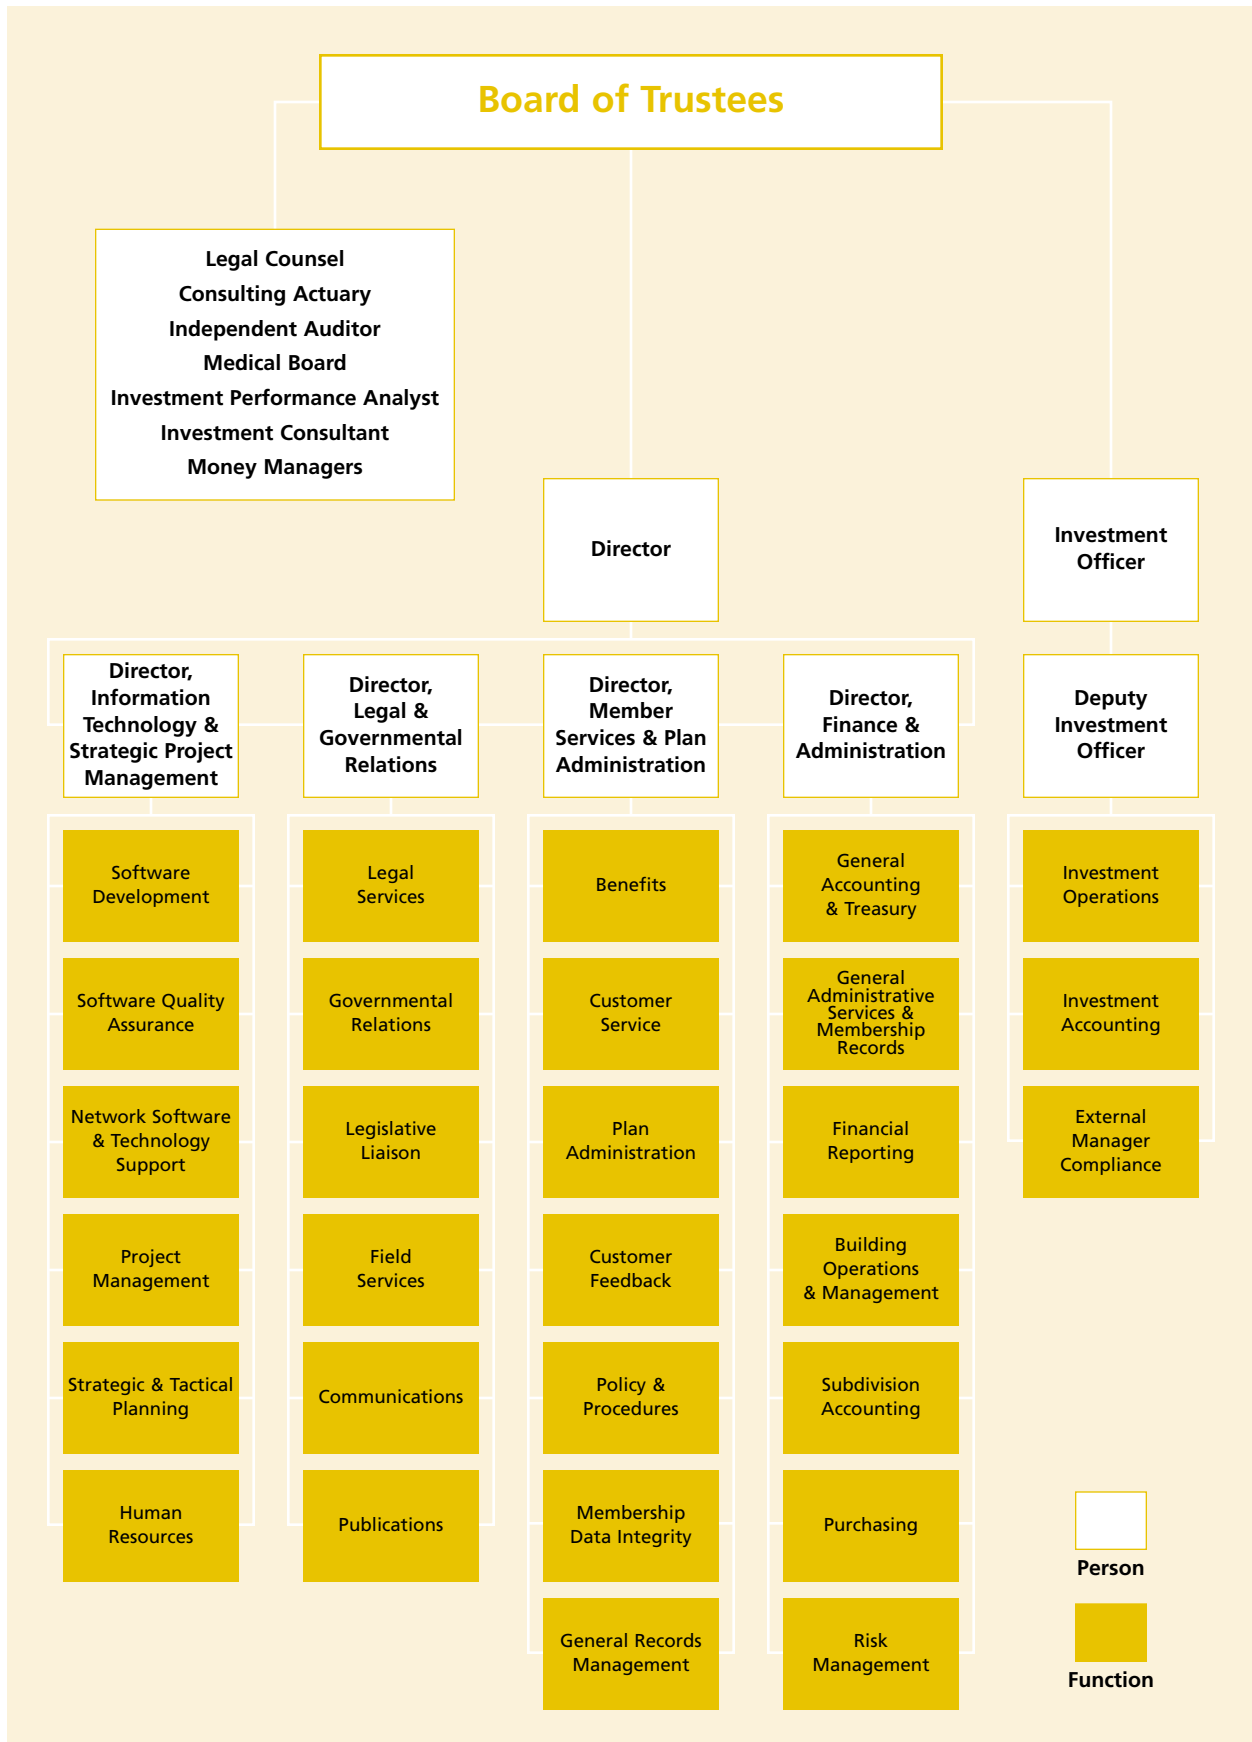 Board of Trustees
Legal Counsel
Consulting Actuary
Independent Auditor
Medical Board
Investment Performance Analyst
Investment Consultant
Money Managers
Director
Investment
Officer
Director,
Information
Technology &
Strategic Project
Management
Director,
Legal &
Governmental
Relations
Director,
Member
Services & Plan
Administration
Director,
Finance &
Administration
Deputy
Investment
Officer
Software
Development
Legal
Services
Benefits
General
Accounting
& Treasury
Investment
Operations
Software Quality
Assurance
Governmental
Relations
Customer
Service
General
Administrative
Services &
Membership
Records
Investment
Accounting
Network Software
& Technology
Support
Legislative
Liaison
Plan
Administration
Financial
Reporting
External
Manager
Compliance
Project
Management
Field
Services
Customer
Feedback
Building
Operations
& Management
Strategic & Tactical
Planning
Communications
Policy &
Procedures
Subdivision
Accounting
Human
Resources
Publications
Membership
Data Integrity
Purchasing
General Records
Management
Risk
Management
Person
Function